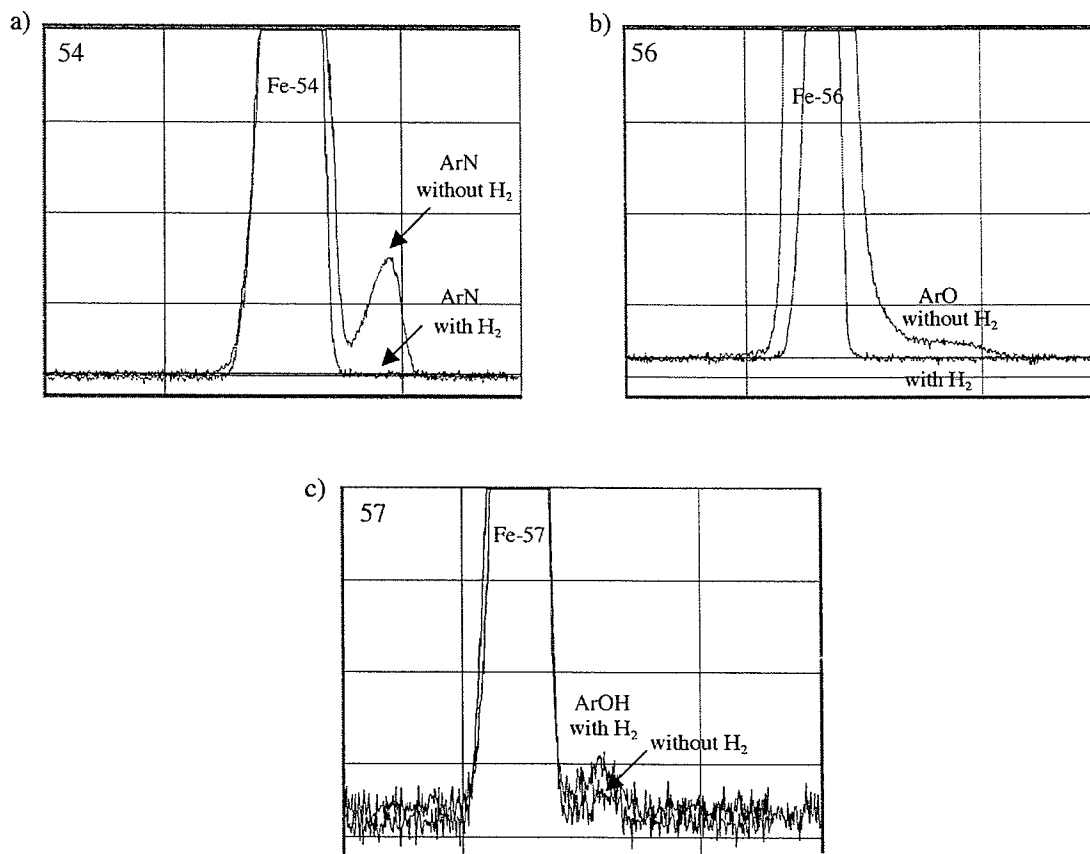 a)
54
Fe-54
ArN
without H₂
ArN
with H₂
b)
56
Fe-56
ArO
without H₂
with H₂
c)
57
Fe-57
ArOH
with H₂
without H₂